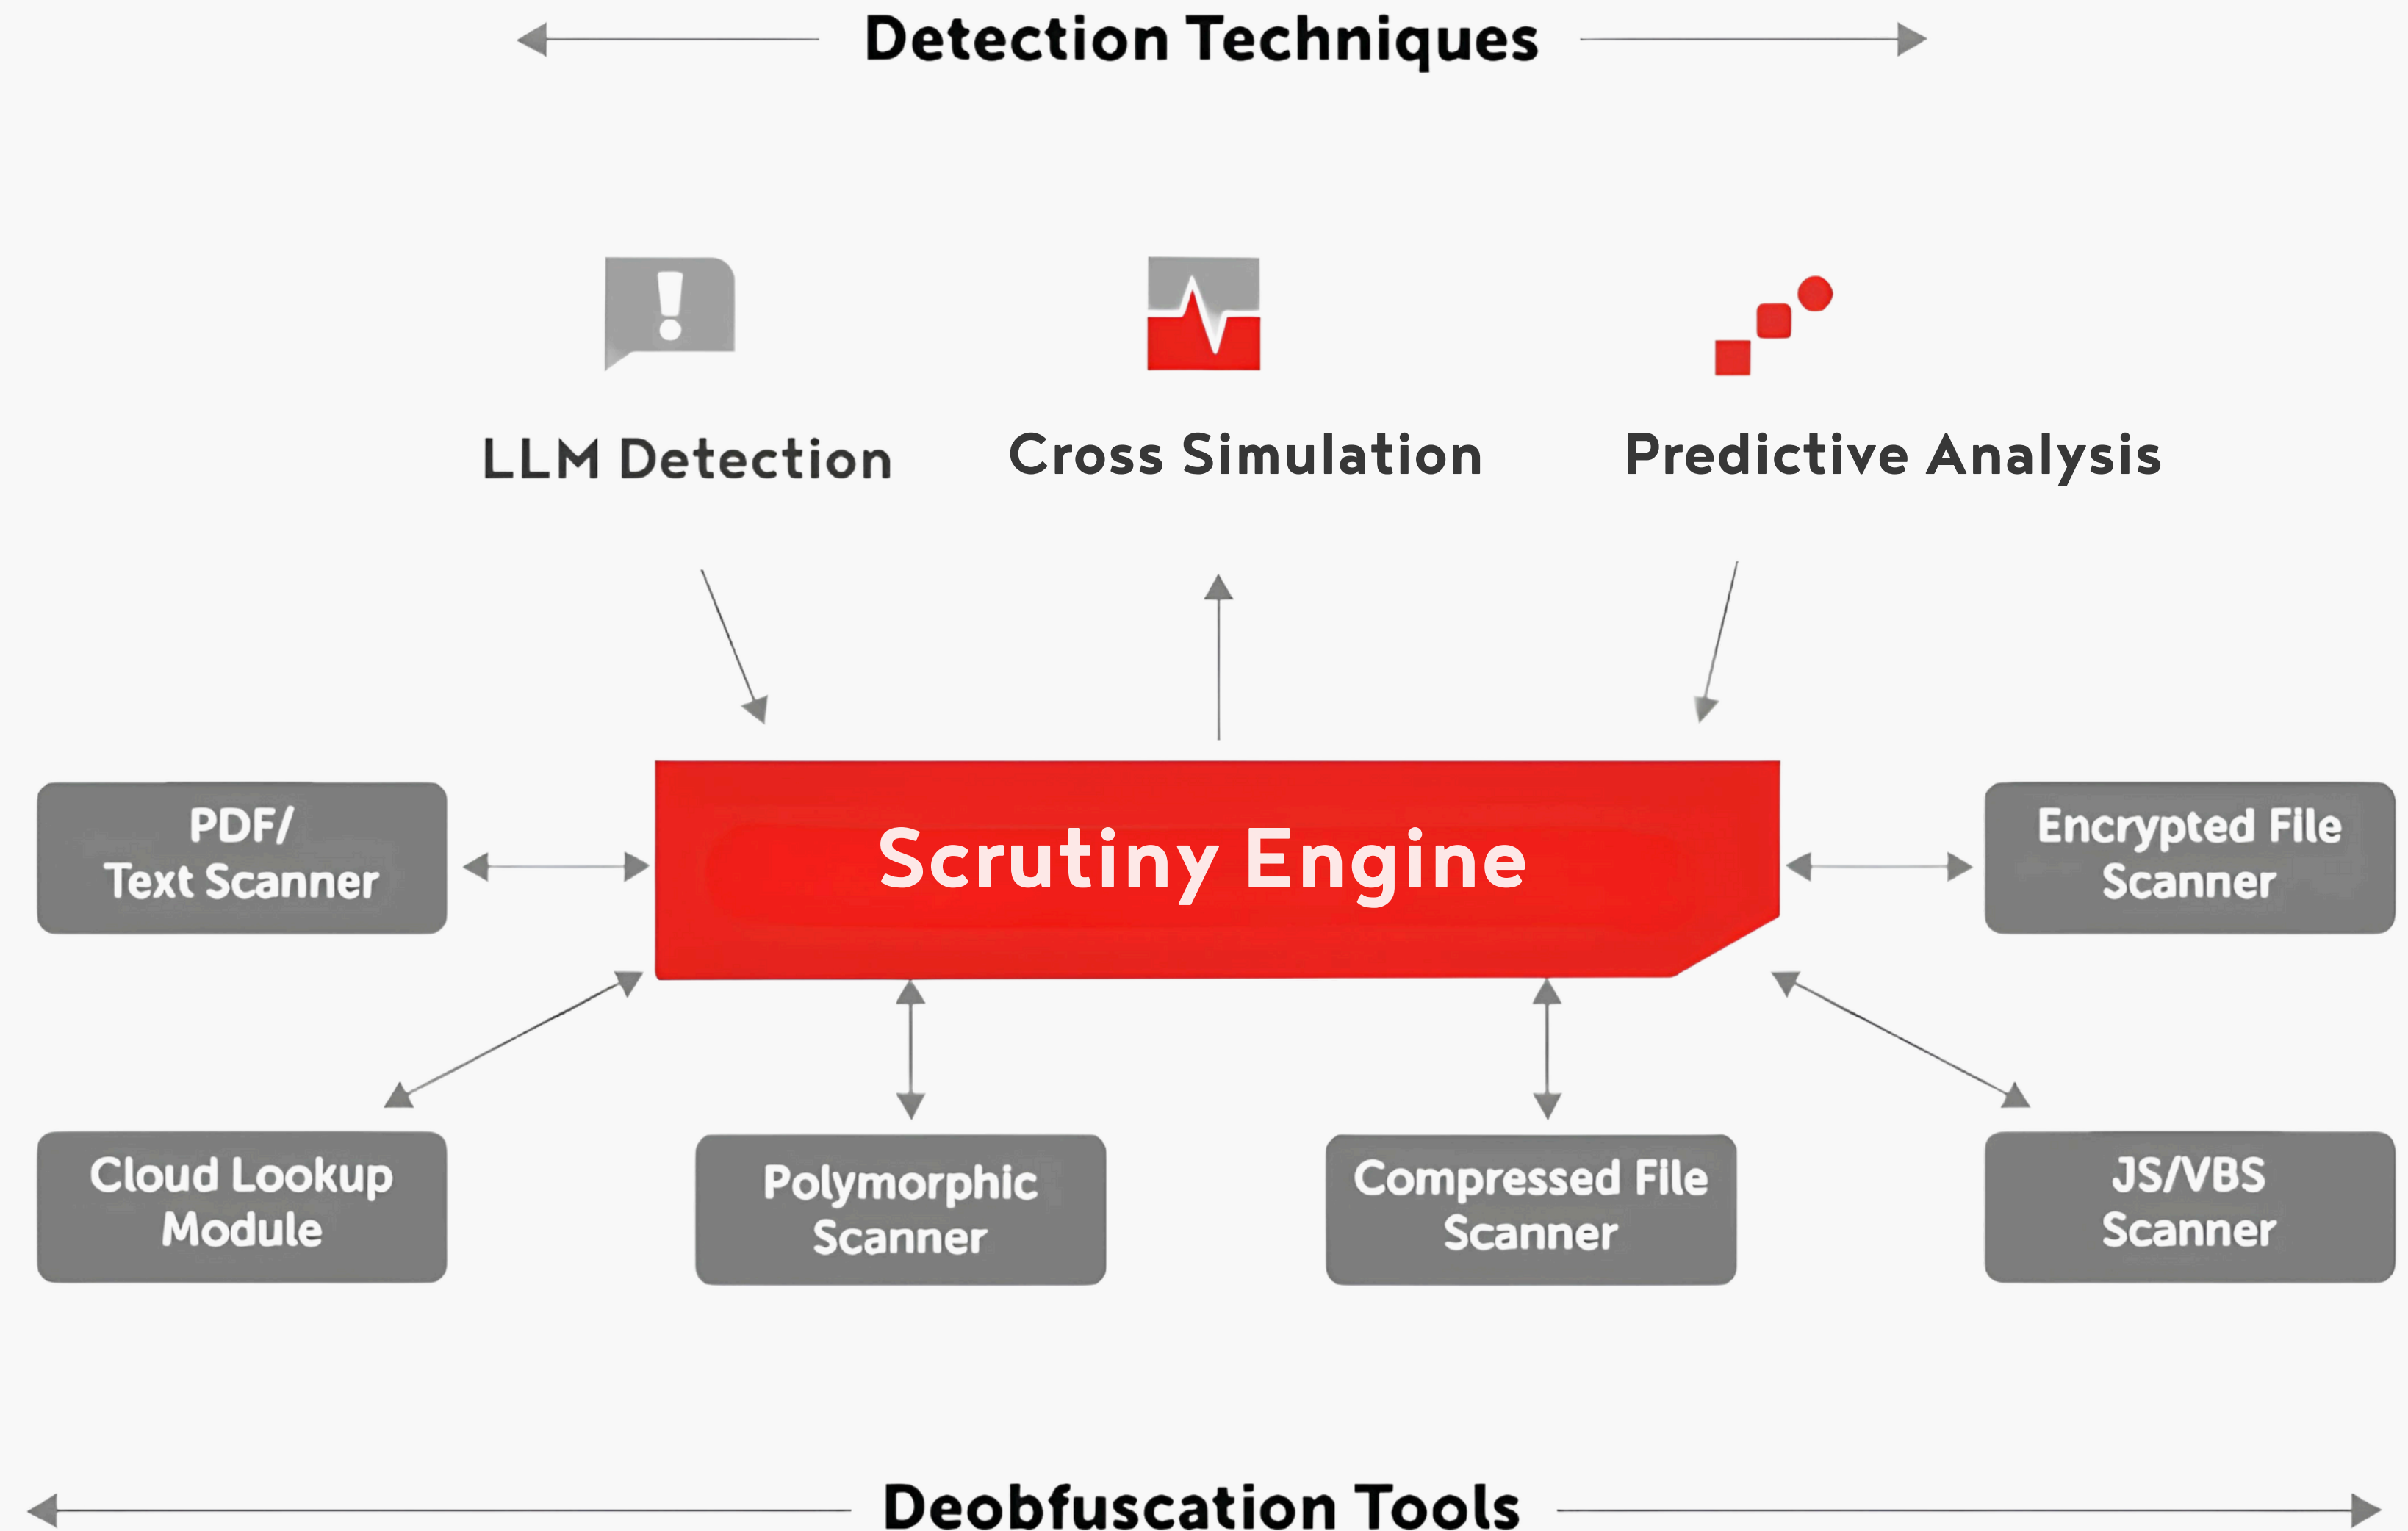 Detection Techniques
LLM Detection
Cross Simulation
Predictive Analysis
PDF/
Text Scanner
Scrutiny Engine
Encrypted File
Scanner
Cloud Lookup
Module
Polymorphic
Scanner
Compressed File
Scanner
JS/VBS
Scanner
Deobfuscation Tools